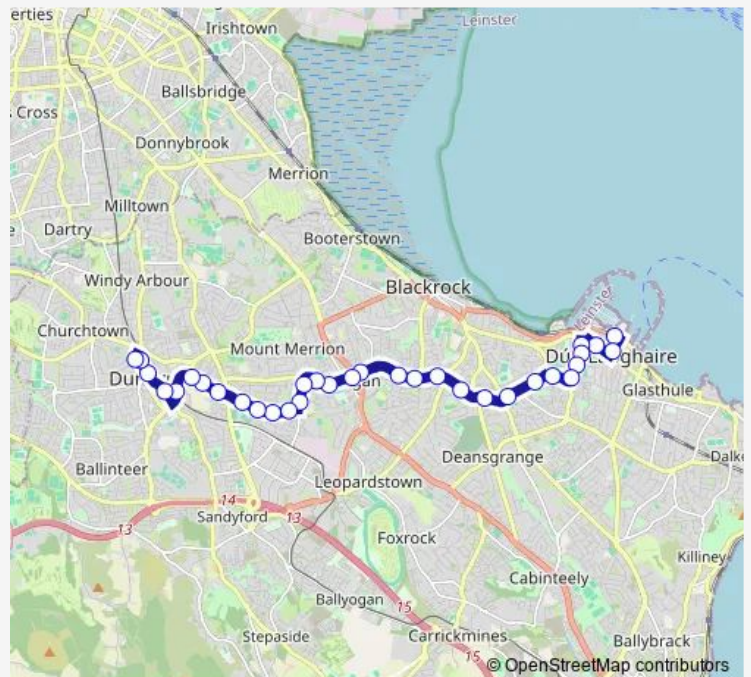 erties
Irishtown
Leinster
Ballsbridge
s Cross
Donnybrook
Merrion
Milltown
Dartry
Booterstown
Windy Arbour
Blackrock
Leinster
Churchtown
Mount Merrion
Glasthule
Deansgrange
Dalke
Ballinteer
Leopardstown
14
Sandyford
13
13
Foxrock
Killiney
Cabinteely
Ballyogan
15
Stepaside
Carrickmines
Ballybrack
15
© OpenStreetMap contributors